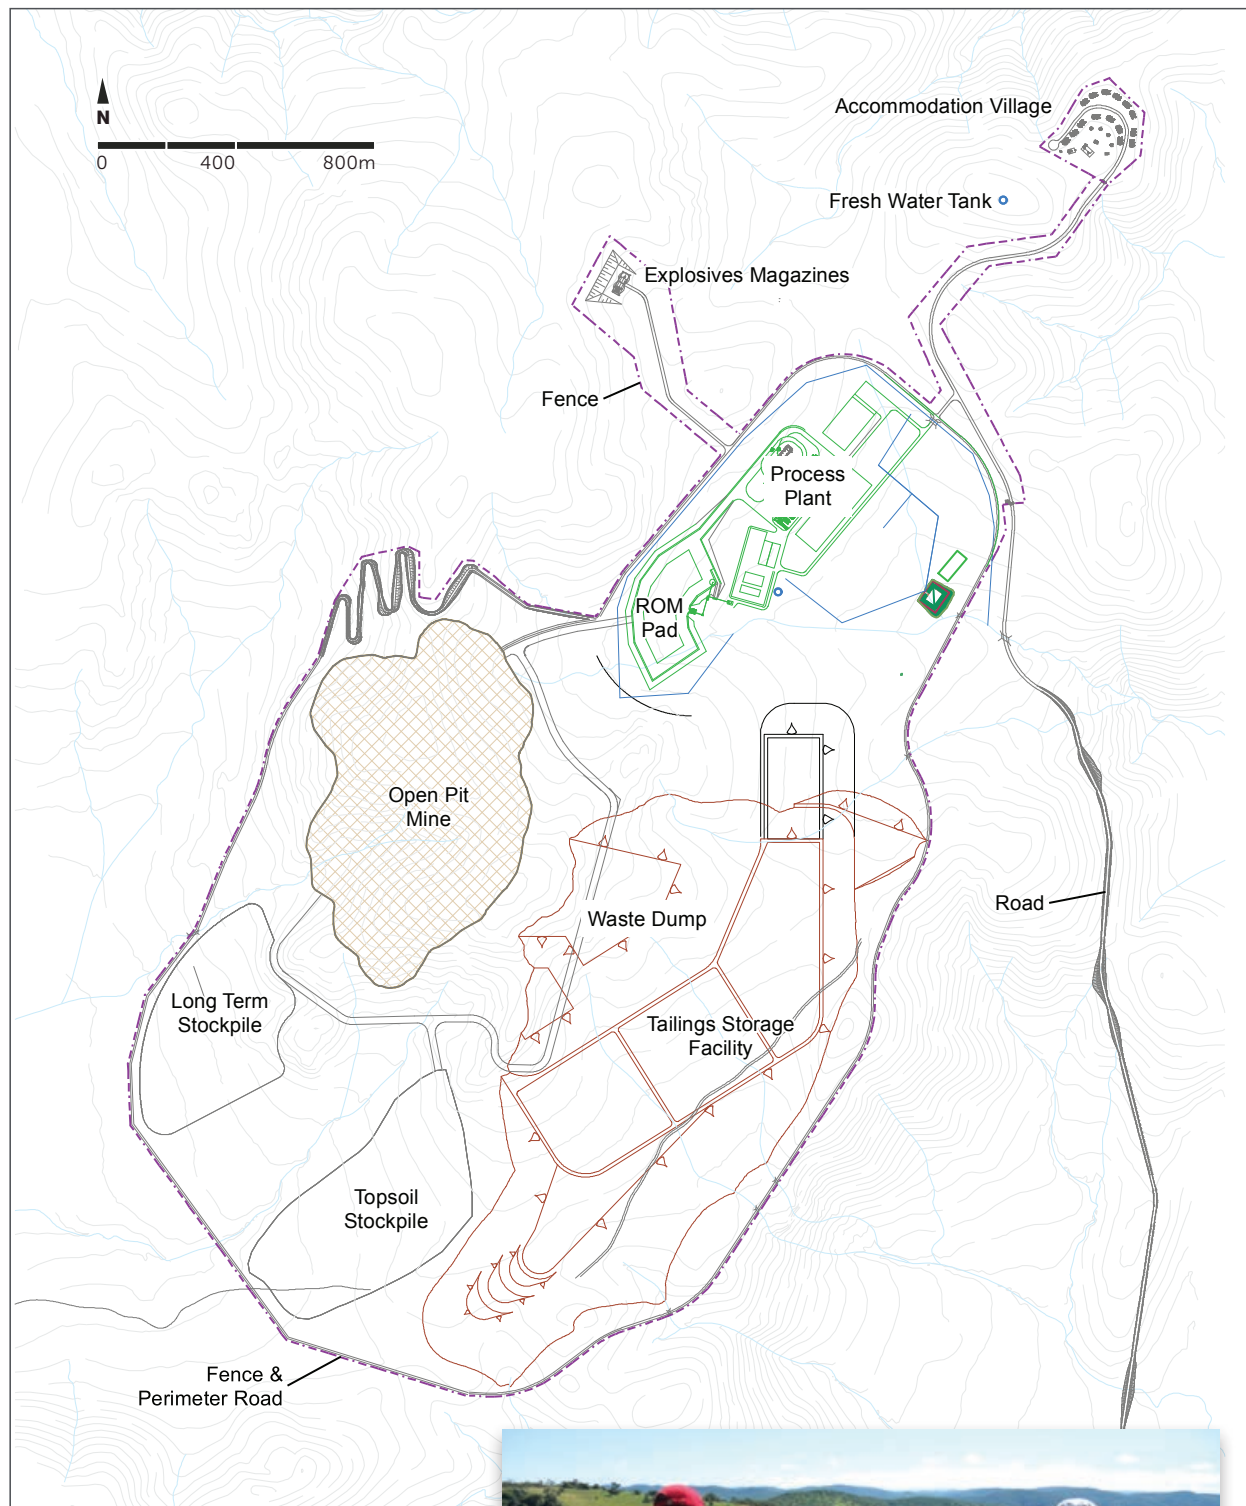 Accommodation Village
N
0 400 800m
Fresh Water Tank
Explosives Magazines
Fence
Process
Plant
ROM
Pad
Open Pit
Mine
Waste Dump
Road
Long Term
Stockpile
Tailings Storage
Facility
Topsoil
Stockpile
Fence &
Perimeter Road